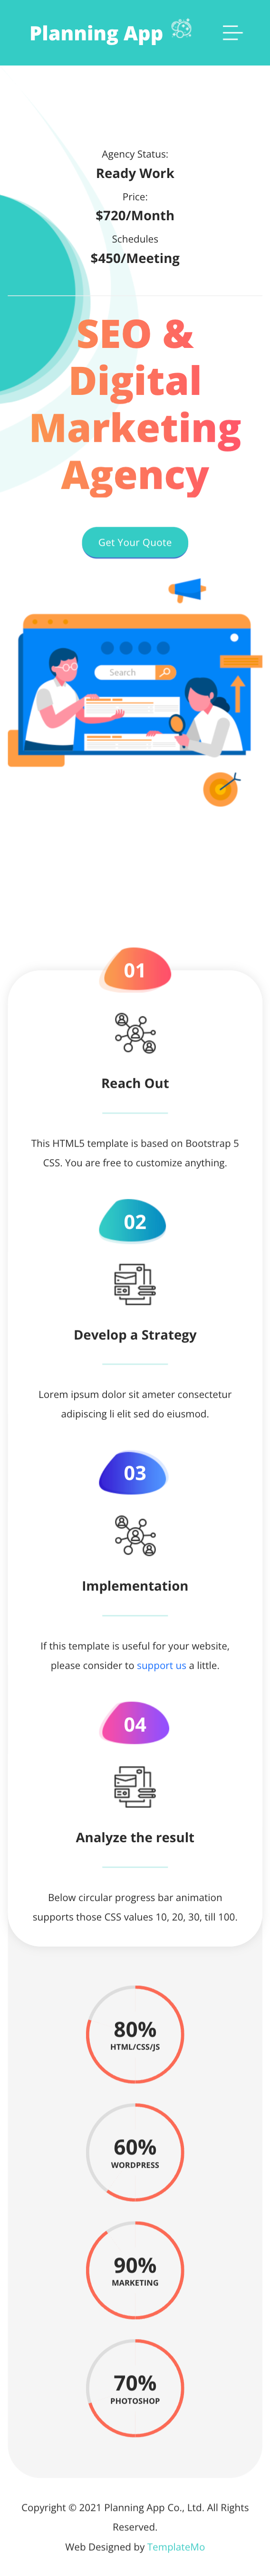 Planning App
Agency Status:
Ready Work
Price:
$720/Month
Schedules
$450/Meeting
SEO &
Digital
Marketing
Agency
Get Your Quote
Search
01
Reach Out
This HTML5 template is based on Bootstrap 5
CSS. You are free to customize anything.
02
Develop a Strategy
Lorem ipsum dolor sit ameter consectetur
adipiscing li elit sed do eiusmod.
03
Implementation
If this template is useful for your website,
please consider to support us a little.
04
Analyze the result
Below circular progress bar animation
supports those CSS values 10, 20, 30, till 100.
80%
HTML/CSS/JS
60%
WORDPRESS
90%
MARKETING
70%
PHOTOSHOP
Copyright © 2021 Planning App Co., Ltd. All Rights
Reserved.
Web Designed by TemplateMo